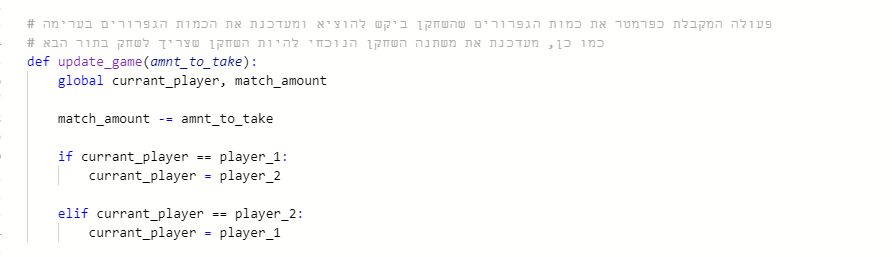 # פעולה המקבלת כפרמטר את כמות הגפרורים שהשחקן ביקש להוציא ומעדכנת את הכמות הגפרורים בערימה
# כמו כן, מעדכנת את משתנה השחקן הנוכחי להיות השחקן שצריך לשחק בתור הבא
def update_game(amnt_to_take):
global currant_player, match_amount
match_amount -= amnt_to_take
if currant_player == player_1:
currant_player = player_2
elif currant_player == player_2:
currant_player = player_1